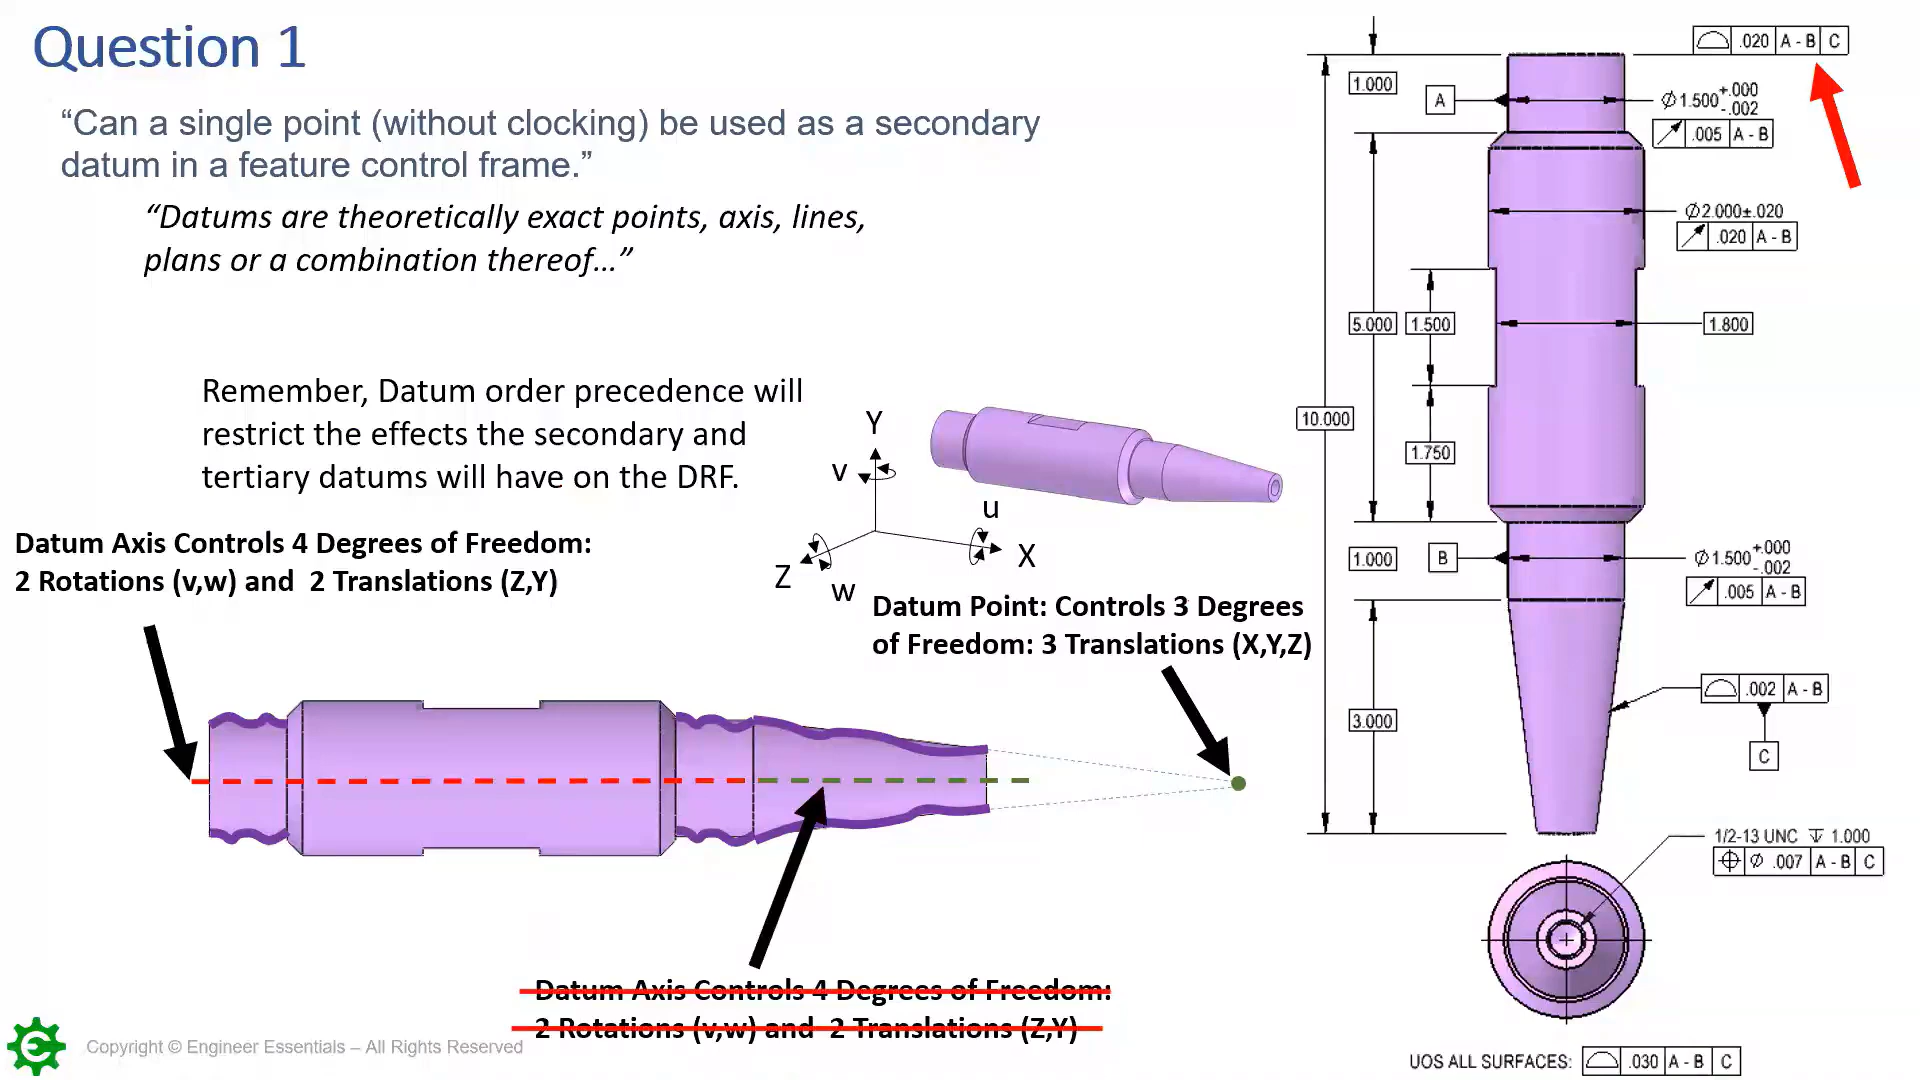 Question 1
“Can a single point (without clocking) be used as a secondary
datum in a feature control frame.”
“Datums are theoretically exact points, axis, lines,
plans or a combination thereof…”
Remember, Datum order precedence will
restrict the effects the secondary and
tertiary datums will have on the DRF.
Datum Axis Controls 4 Degrees of Freedom:
2 Rotations (v,w) and 2 Translations (Z,Y)
Y
v
u
X
Z
w
Datum Point: Controls 3 Degrees
of Freedom: 3 Translations (X,Y,Z)
Datum Axis Controls 4 Degrees of Freedom:
2 Rotations (v,w) and 2 Translations (Z,Y)
.020 A - B C
1.000
A
Ø1.500 +.000 -.002
.005 A - B
Ø2.000±.020
.020 A - B
5.000
1.500
1.800
10.000
1.750
1.000
B
Ø1.500 +.000 -.002
.005 A - B
3.000
.002 A - B
C
1/2-13 UNC ↧ 1.000
⌖ Ø .007 A - B C
UOS ALL SURFACES: .030 A - B C
Copyright © Engineer Essentials – All Rights Reserved